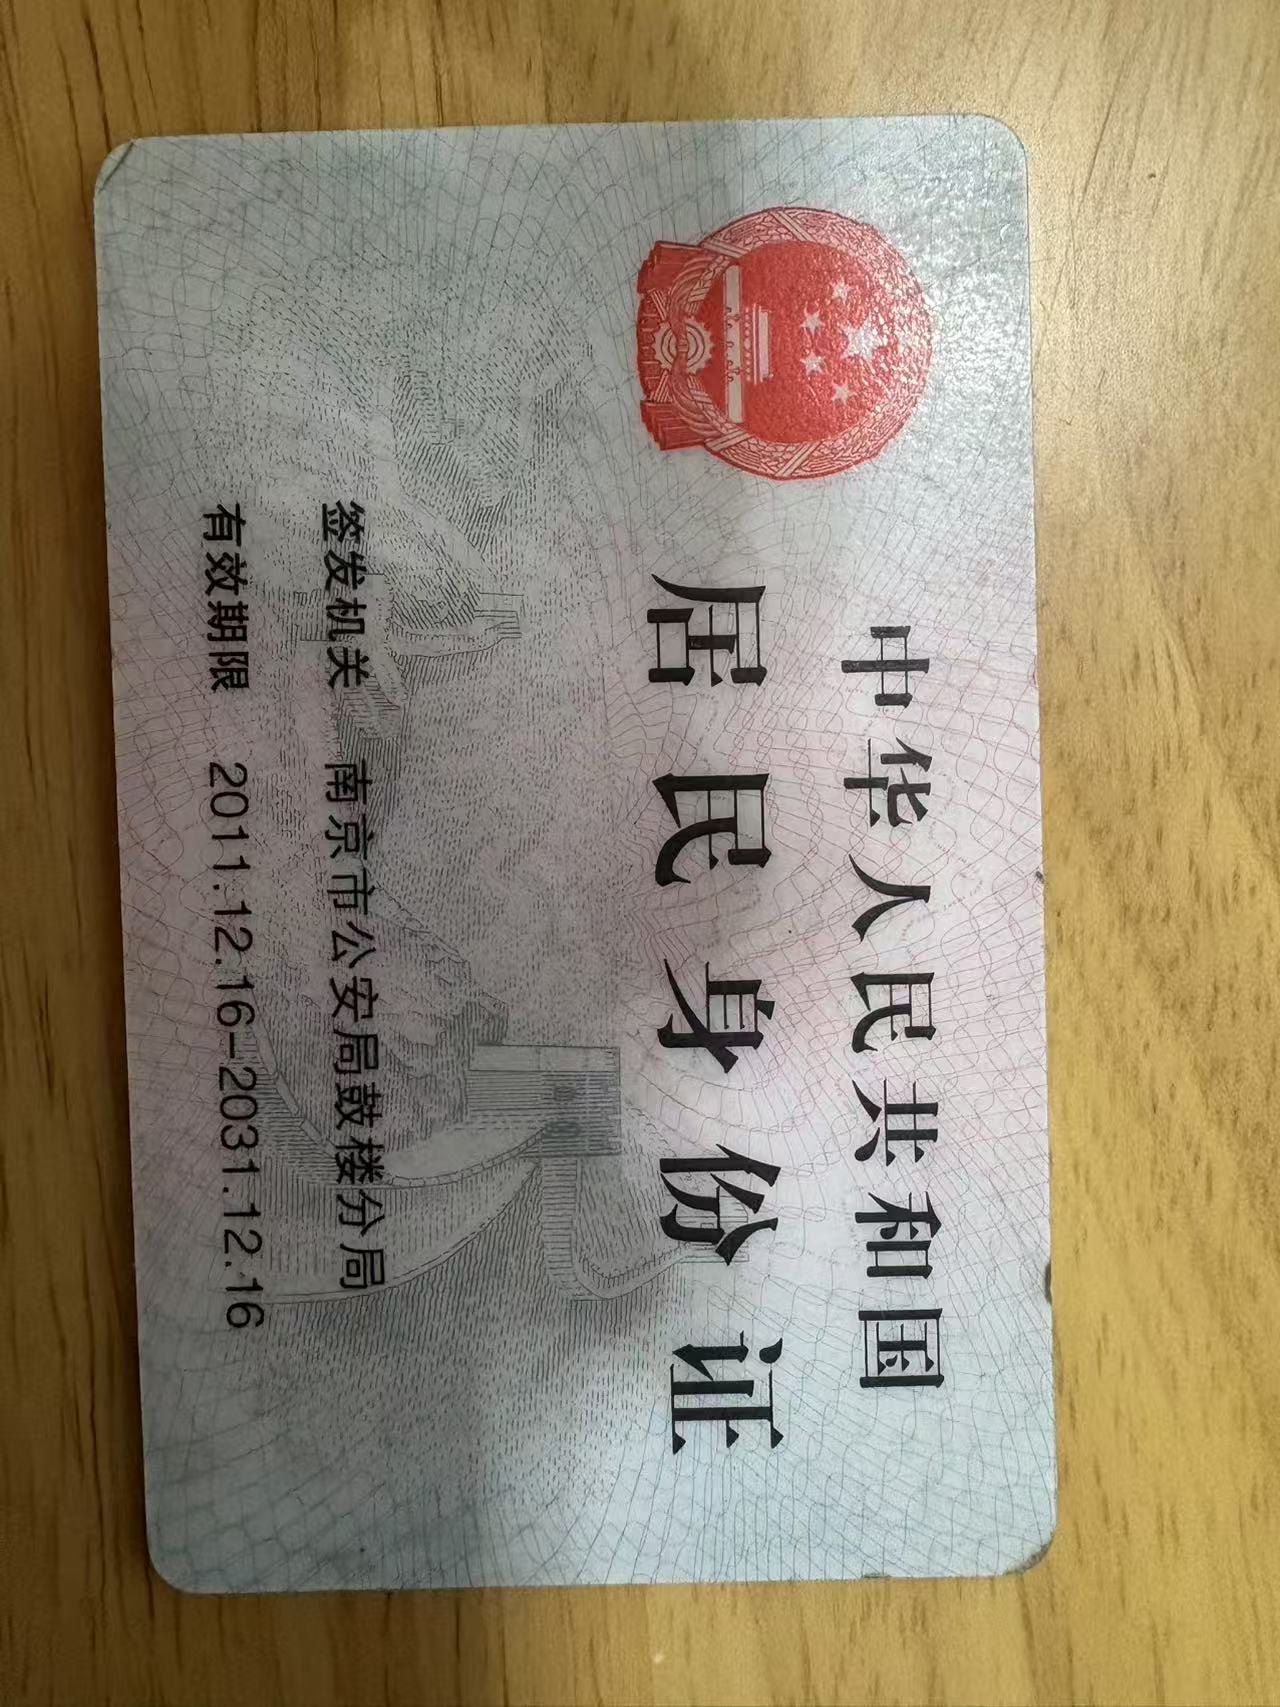 中华人民共和国
居民身份证
签发机关 南京市公安局鼓楼分局
有效期限 2011.12.16-2031.12.16